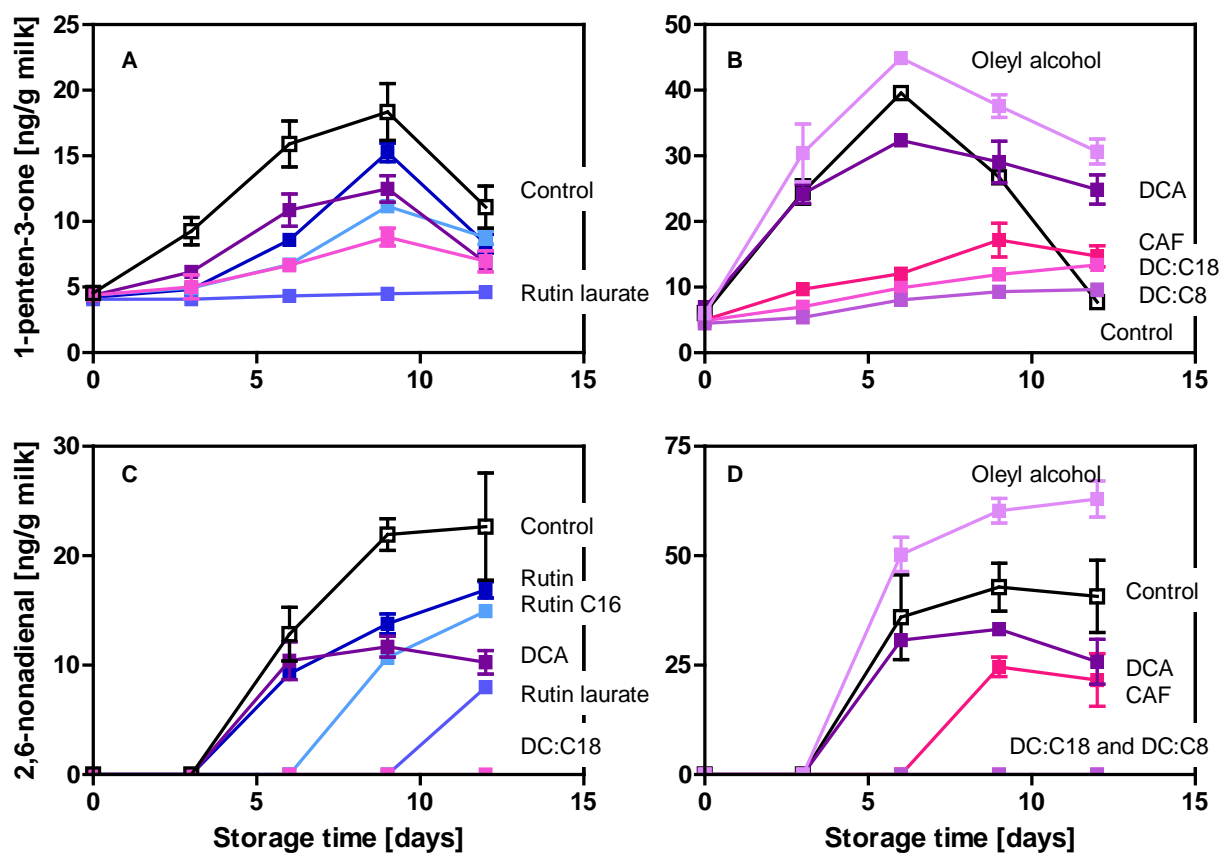 1-penten-3-one [ng/g milk]
25
20
15
10
5
0
A
Control
Rutin laurate
0
5
10
15
50
40
30
20
10
0
B
Oleyl alcohol
DCA
CAF
DC:C18
DC:C8
Control
0
5
10
15
2,6-nonadienal [ng/g milk]
30
20
10
0
C
Control
Rutin
Rutin C16
DCA
Rutin laurate
DC:C18
0
5
10
15
Storage time [days]
75
50
25
0
D
Oleyl alcohol
Control
DCA
CAF
DC:C18 and DC:C8
0
5
10
15
Storage time [days]